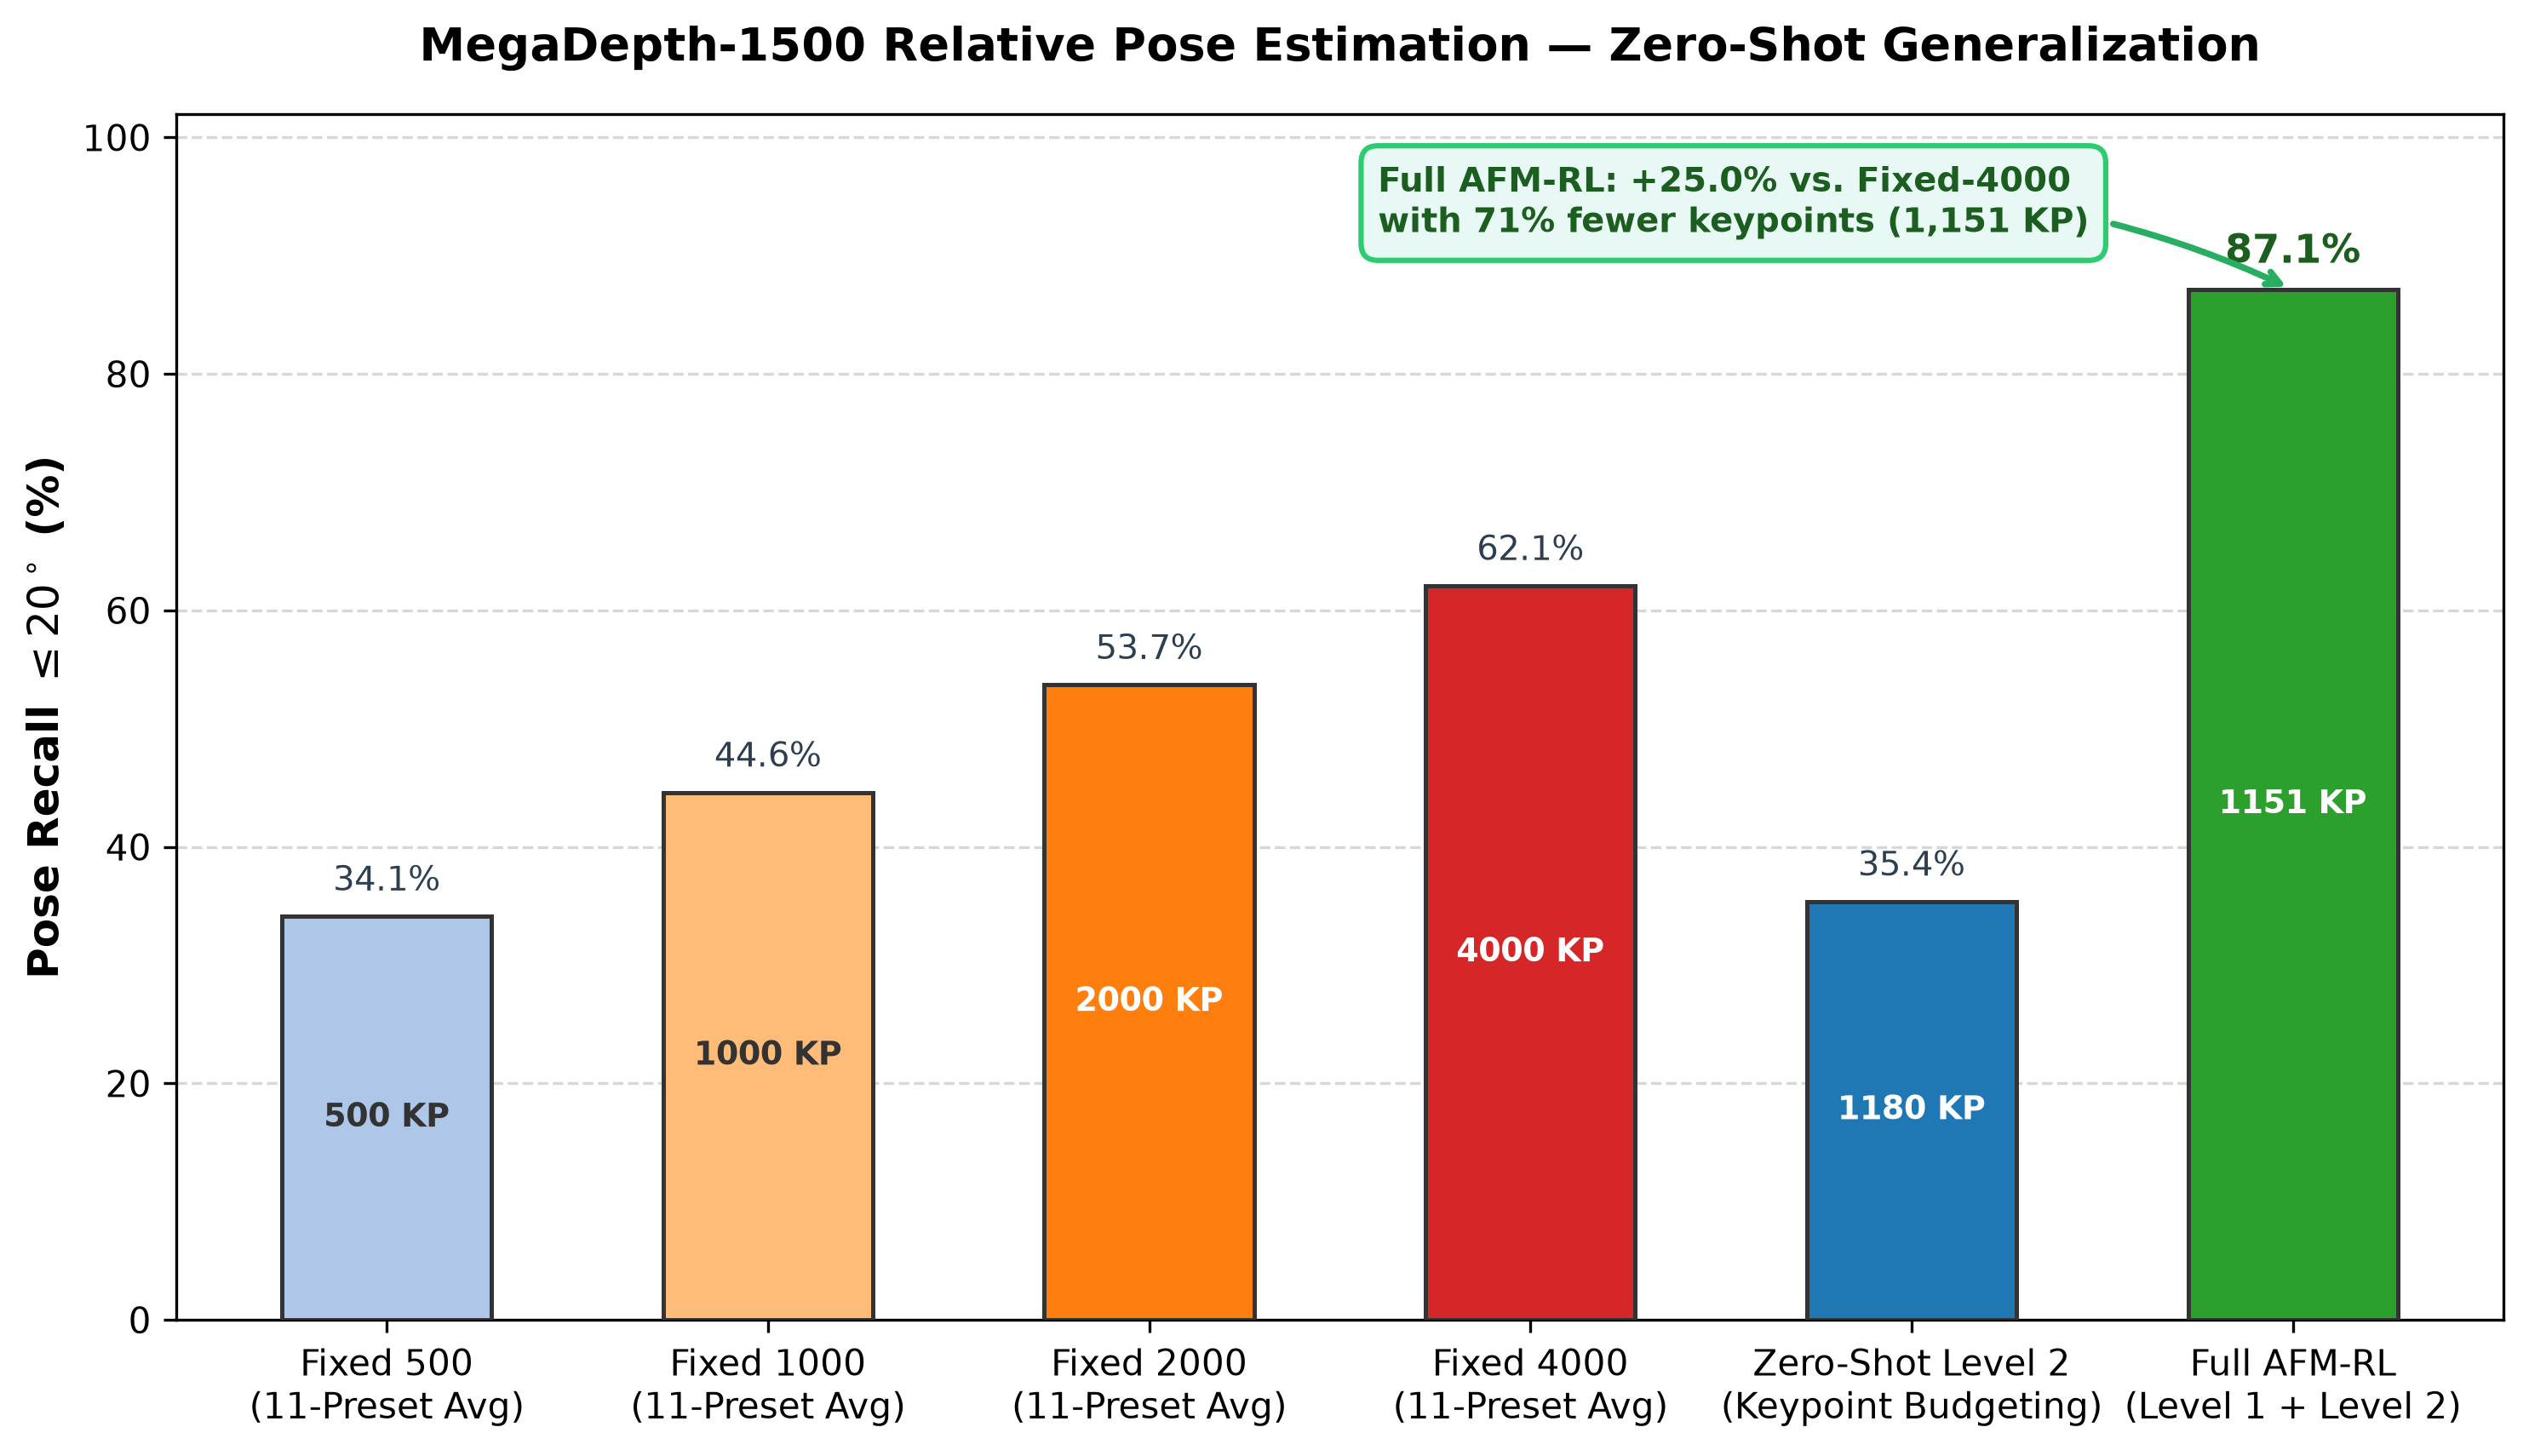 MegaDepth-1500 Relative Pose Estimation — Zero-Shot Generalization
Pose Recall ≤ 20° (%)
100
80
60
40
20
0
Full AFM-RL: +25.0% vs. Fixed-4000
with 71% fewer keypoints (1,151 KP)
34.1%
44.6%
53.7%
62.1%
35.4%
87.1%
500 KP
1000 KP
2000 KP
4000 KP
1180 KP
1151 KP
Fixed 500
(11-Preset Avg)
Fixed 1000
(11-Preset Avg)
Fixed 2000
(11-Preset Avg)
Fixed 4000
(11-Preset Avg)
Zero-Shot Level 2
(Keypoint Budgeting)
Full AFM-RL
(Level 1 + Level 2)